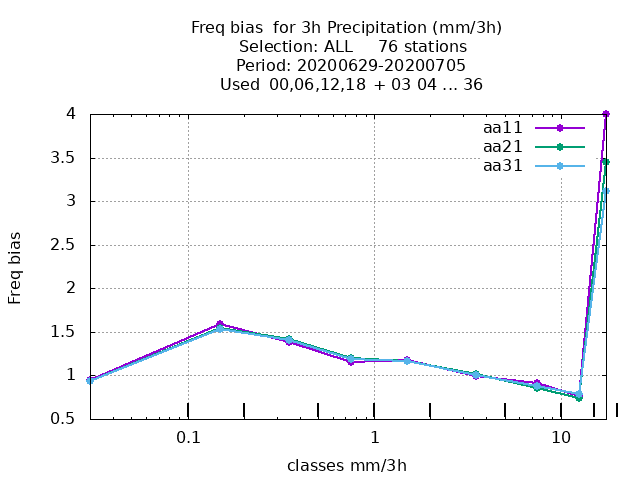 Freq bias  for 3h Precipitation (mm/3h)
Selection: ALL     76 stations
Period: 20200629-20200705
Used  00,06,12,18  + 03 04 ... 36
aa11
aa21
aa31
4
3.5
3
2.5
2
1.5
1
0.5
Freq bias
0.1
1
10
classes mm/3h